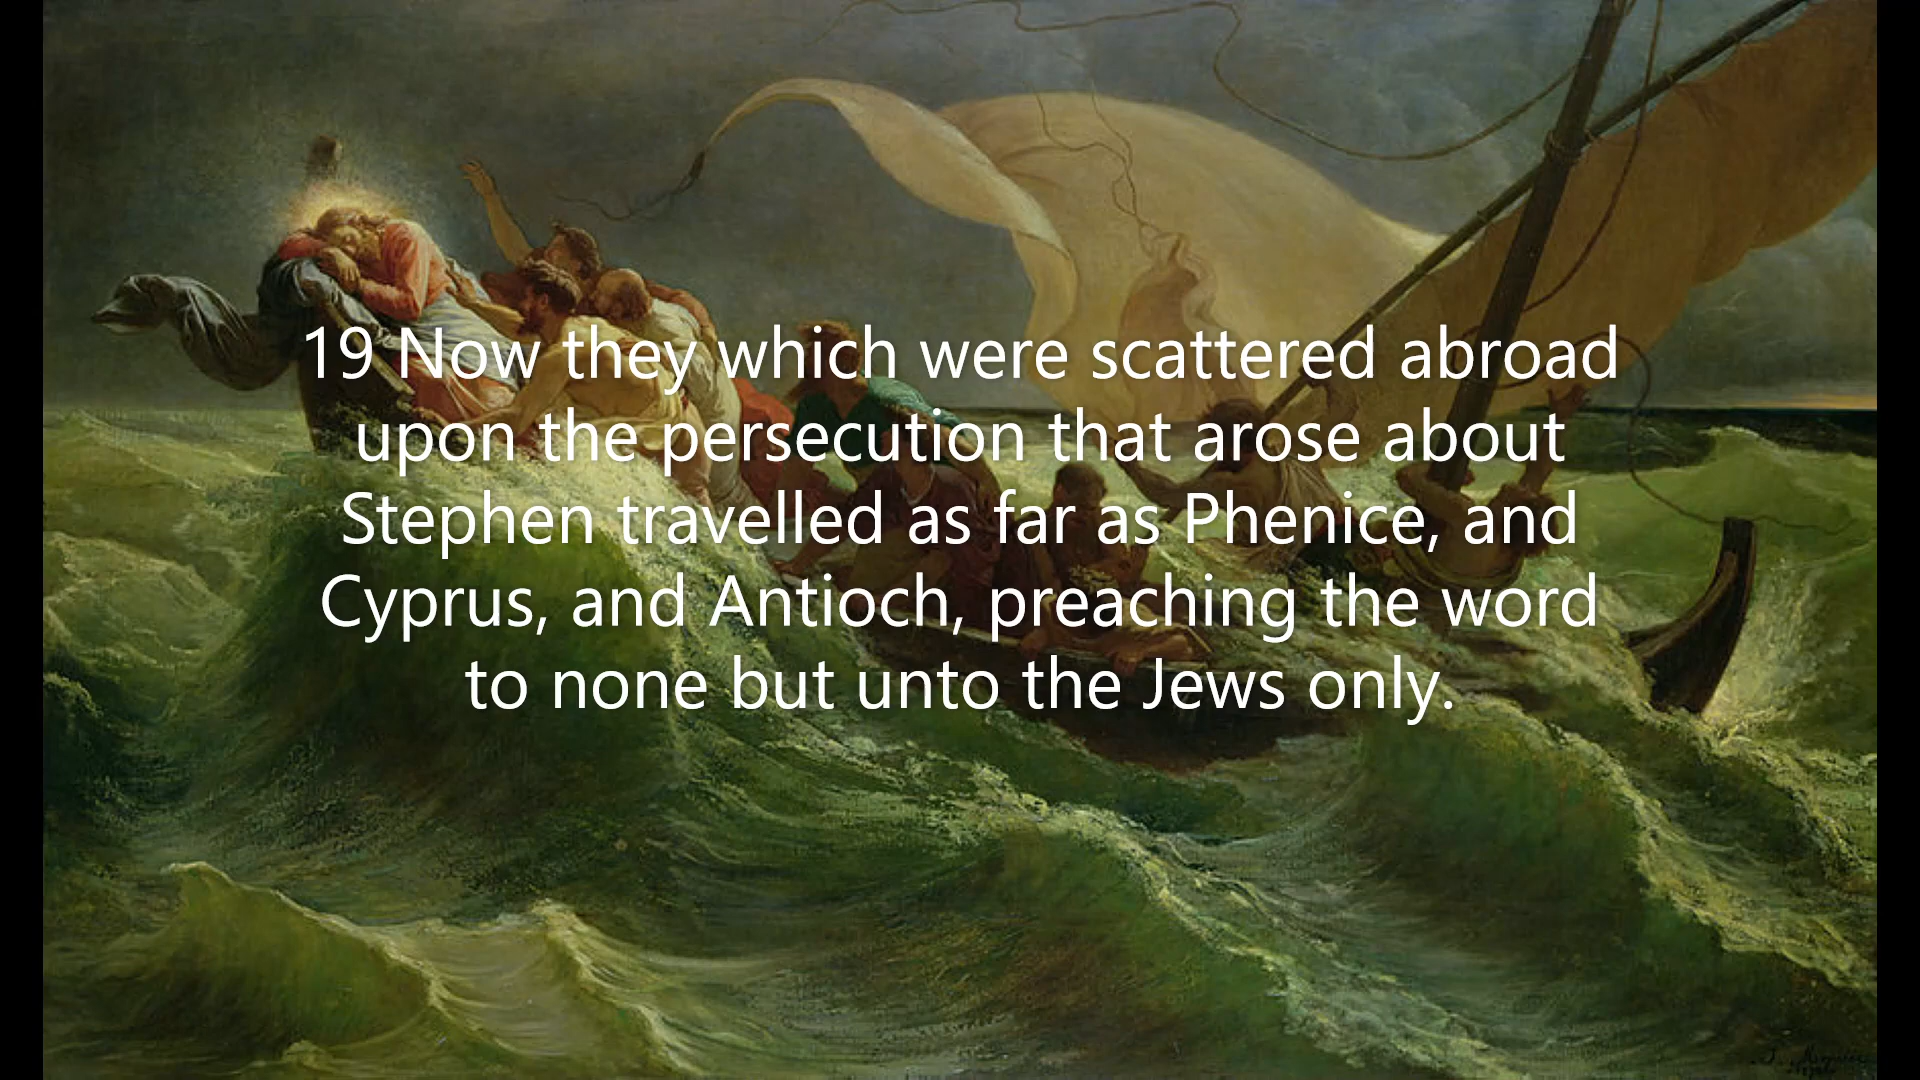 19 Now they which were scattered abroad
upon the persecution that arose about
Stephen travelled as far as Phenice, and
Cyprus, and Antioch, preaching the word
to none but unto the Jews only.